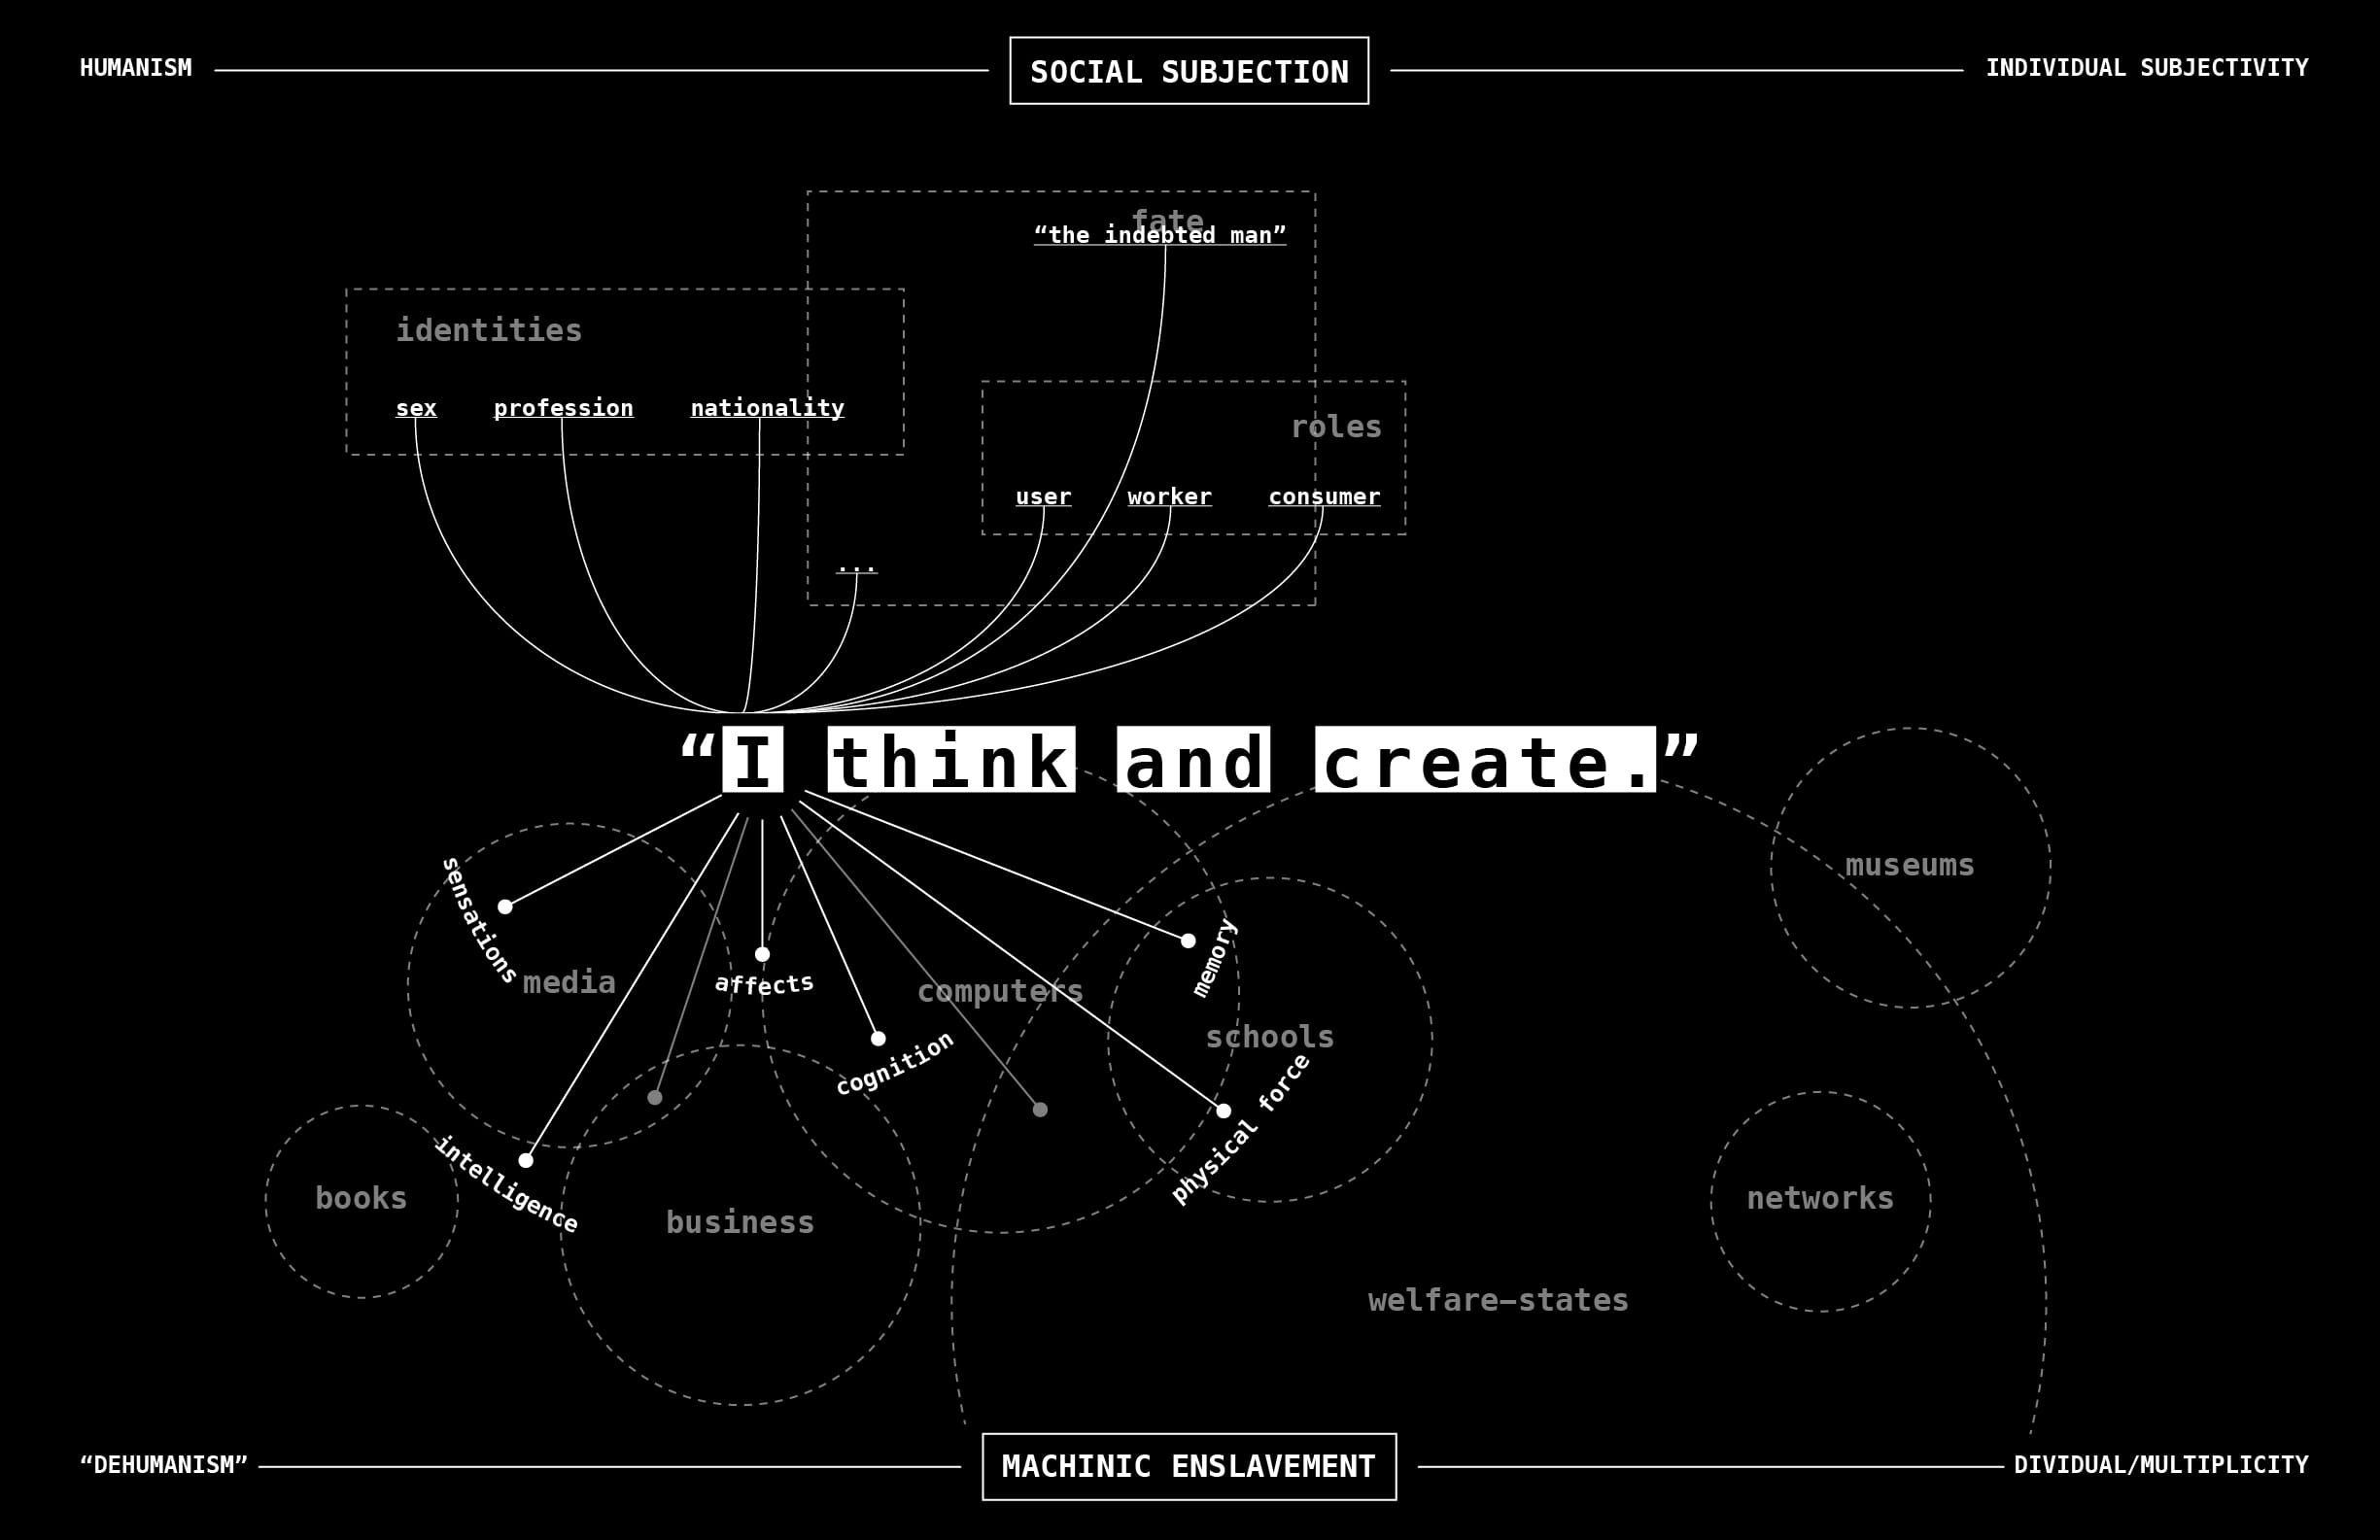 HUMANISM
SOCIAL SUBJECTION
INDIVIDUAL SUBJECTIVITY
fate
“the indebted man”
identities
sex
profession
nationality
roles
user
worker
consumer
...
“I think and create.”
museums
sensations
media
affects
computers
memory
schools
cognition
physical force
intelligence
books
business
networks
welfare–states
“DEHUMANISM”
MACHINIC ENSLAVEMENT
DIVIDUAL/MULTIPLICITY